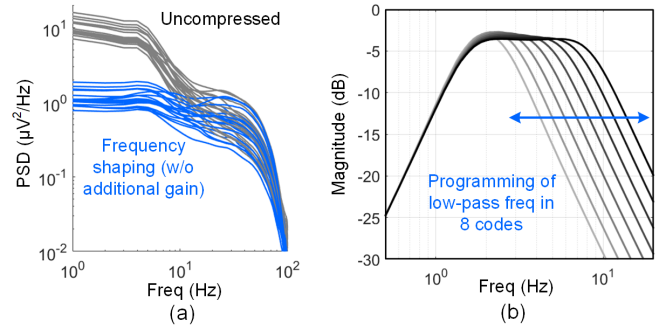 Uncompressed
Frequency
shaping (w/o
additional gain)
PSD (µV²/Hz)
10¹
10⁰
10⁻¹
10⁻²
10⁰
10¹
10²
Freq (Hz)
(a)
Magnitude (dB)
0
-5
-10
-15
-20
-25
-30
Programming of
low-pass freq in
8 codes
10⁰
10¹
Freq (Hz)
(b)